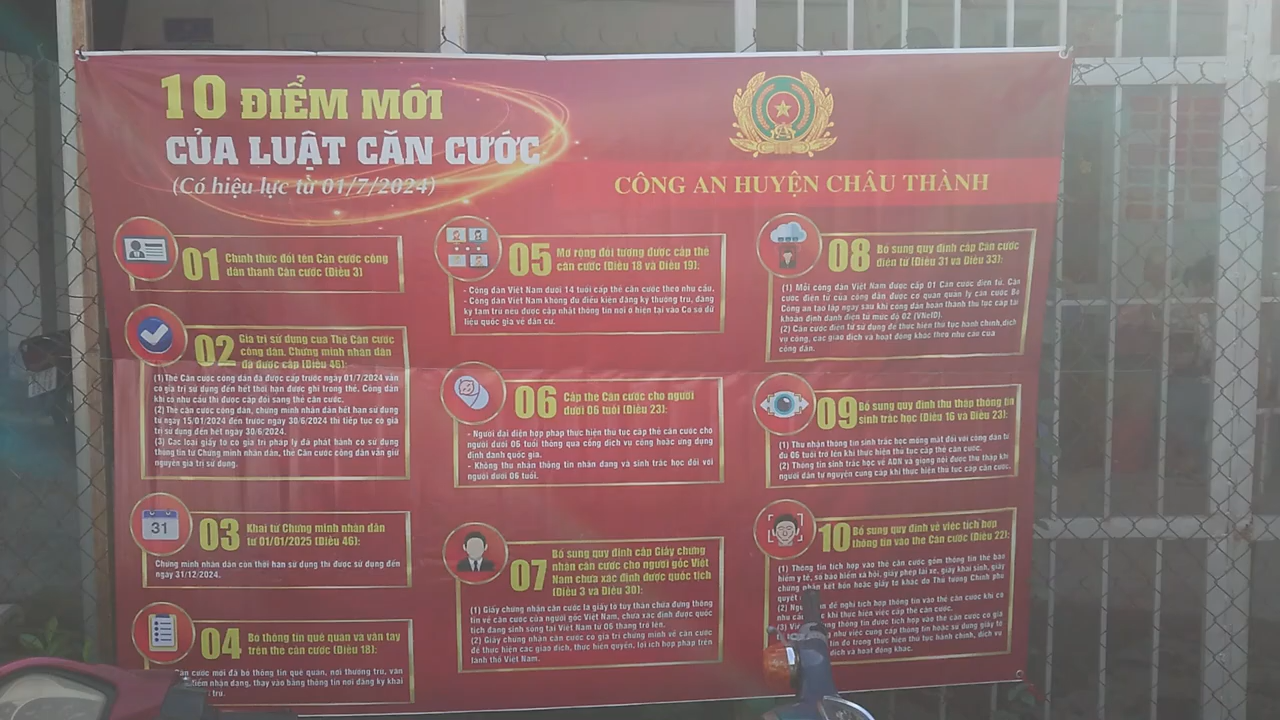 10 ĐIỂM MỚI
CỦA LUẬT CĂN CƯỚC
(Có hiệu lực từ 01/7/2024)
CÔNG AN HUYỆN CHÂU THÀNH
01
Chính thức đổi tên Căn cước công
dân thành Căn cước (Điều 3)
02
Giá trị sử dụng của Thẻ Căn cước
công dân, Chứng minh nhân dân
đã được cấp (Điều 46):
(1) Thẻ Căn cước công dân đã được cấp trước ngày 01/7/2024 vẫn
có giá trị sử dụng đến hết thời hạn được ghi trong thẻ. Công dân
khi có nhu cầu thì được cấp đổi sang thẻ căn cước.
(2) Thẻ căn cước công dân, chứng minh nhân dân hết hạn sử dụng
từ ngày 15/01/2024 đến trước ngày 30/6/2024 thì tiếp tục có giá
trị sử dụng đến hết ngày 30/6/2024.
(3) Các loại giấy tờ có giá trị pháp lý đã phát hành có sử dụng
thông tin từ Chứng minh nhân dân, thẻ Căn cước công dân vẫn giữ
nguyên giá trị sử dụng.
03
Khai tử Chứng minh nhân dân
từ 01/01/2025 (Điều 46):
Chứng minh nhân dân còn thời hạn sử dụng thì được sử dụng đến
ngày 31/12/2024.
04
Bỏ thông tin quê quán và vân tay
trên thẻ căn cước (Điều 18):
cước mới đã bỏ thông tin quê quán, nơi thường trú, vân
điểm nhận dạng, thay vào bằng thông tin nơi đăng ký khai
trú.
05
Mở rộng đối tượng được cấp thẻ
căn cước (Điều 18 và Điều 19):
- Công dân Việt Nam dưới 14 tuổi cấp thẻ căn cước theo nhu cầu.
- Công dân Việt Nam không đủ điều kiện đăng ký thường trú, đăng
ký tạm trú nếu được cập nhật thông tin nơi ở hiện tại vào Cơ sở dữ
liệu quốc gia về dân cư.
06
Cấp thẻ Căn cước cho người
dưới 06 tuổi (Điều 23):
- Người đại diện hợp pháp thực hiện thủ tục cấp thẻ căn cước cho
người dưới 06 tuổi thông qua cổng dịch vụ công hoặc ứng dụng
định danh quốc gia.
- Không thu nhận thông tin nhân dạng và sinh trắc học đối với
người dưới 06 tuổi.
07
Bổ sung quy định cấp Giấy chứng
nhận căn cước cho người gốc Việt
Nam chưa xác định được quốc tịch
(Điều 3 và Điều 30):
(1) Giấy chứng nhận căn cước là giấy tờ tùy thân chứa đựng thông
tin về căn cước của người gốc Việt Nam, chưa xác định được quốc
tịch đang sinh sống tại Việt Nam từ 06 tháng trở lên.
(2) Giấy chứng nhận căn cước có giá trị chứng minh về căn cước
để thực hiện các giao dịch, thực hiện quyền, lợi ích hợp pháp trên
lãnh thổ Việt Nam.
08
Bổ sung quy định cấp Căn cước
điện tử (Điều 31 và Điều 33):
(1) Mỗi công dân Việt Nam được cấp 01 Căn cước điện tử. Căn
cước điện tử của công dân được cơ quan quản lý căn cước Bộ
Công an tạo lập ngay sau khi công dân hoàn thành thủ tục cấp tài
khoản định danh điện tử mức độ 02 (VNeID).
(2) Căn cước điện tử sử dụng để thực hiện thủ tục hành chính,dịch
vụ công, các giao dịch và hoạt động khác theo nhu cầu của
công dân.
09
Bổ sung quy định thu thập thông tin
sinh trắc học (Điều 16 và Điều 23):
(1) Thu nhận thông tin sinh trắc học mống mắt đối với công dân từ
đủ 06 tuổi trở lên khi thực hiện thủ tục cấp thẻ căn cước.
(2) Thông tin sinh trắc học về ADN và giọng nói được thu thập khi
người dân tự nguyện cung cấp khi thực hiện thủ tục cấp căn cước.
10
Bổ sung quy định về việc tích hợp
thông tin vào thẻ Căn cước (Điều 22):
(1) Thông tin tích hợp vào thẻ căn cước gồm thông tin thẻ bảo
hiểm y tế, sổ bảo hiểm xã hội, giấy phép lái xe, giấy khai sinh, giấy
chứng nhận kết hôn hoặc giấy tờ khác do Thủ tướng Chính phủ
quyết
(2) đề nghị tích hợp thông tin vào thẻ căn cước khi có
khi thực hiện việc cấp thẻ căn cước.
(3) thông tin được tích hợp vào thẻ căn cước có giá
như việc cung cấp thông tin hoặc sử dụng giấy tờ
tin đó trong thực hiện thủ tục hành chính, dịch vụ
dịch và hoạt động khác.
31